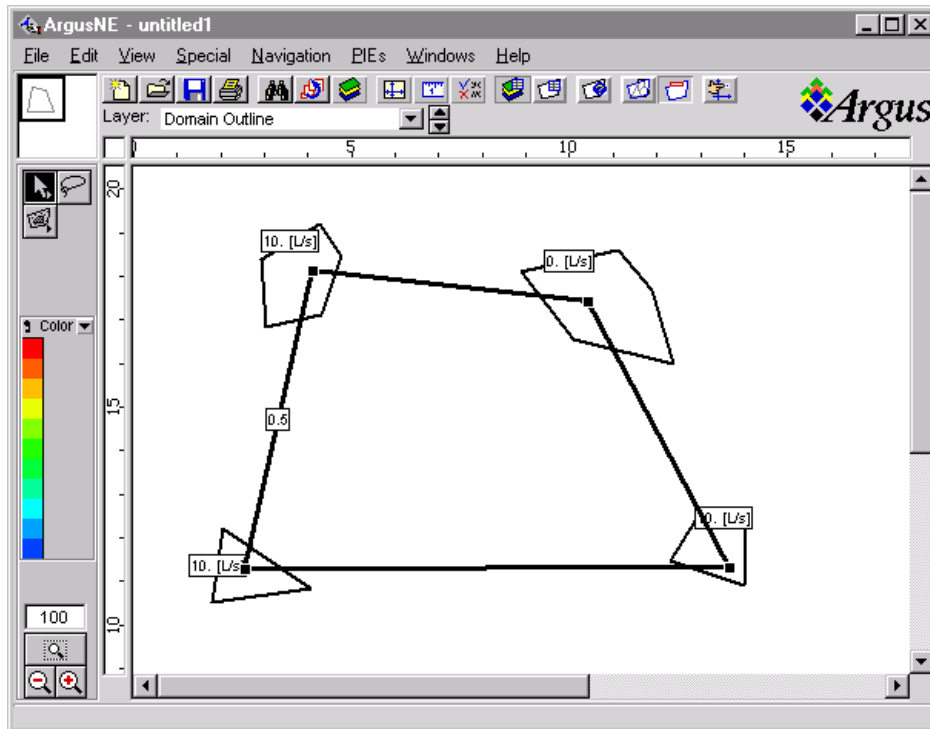 ArgusNE - untitled1
File Edit View Special Navigation PIEs Windows Help
Argus
Layer: Domain Outline
0 5 10 15
20
15
10
Color
100
10. [L/s]
0. [L/s]
0.5
10. [L/s]
10. [L/s